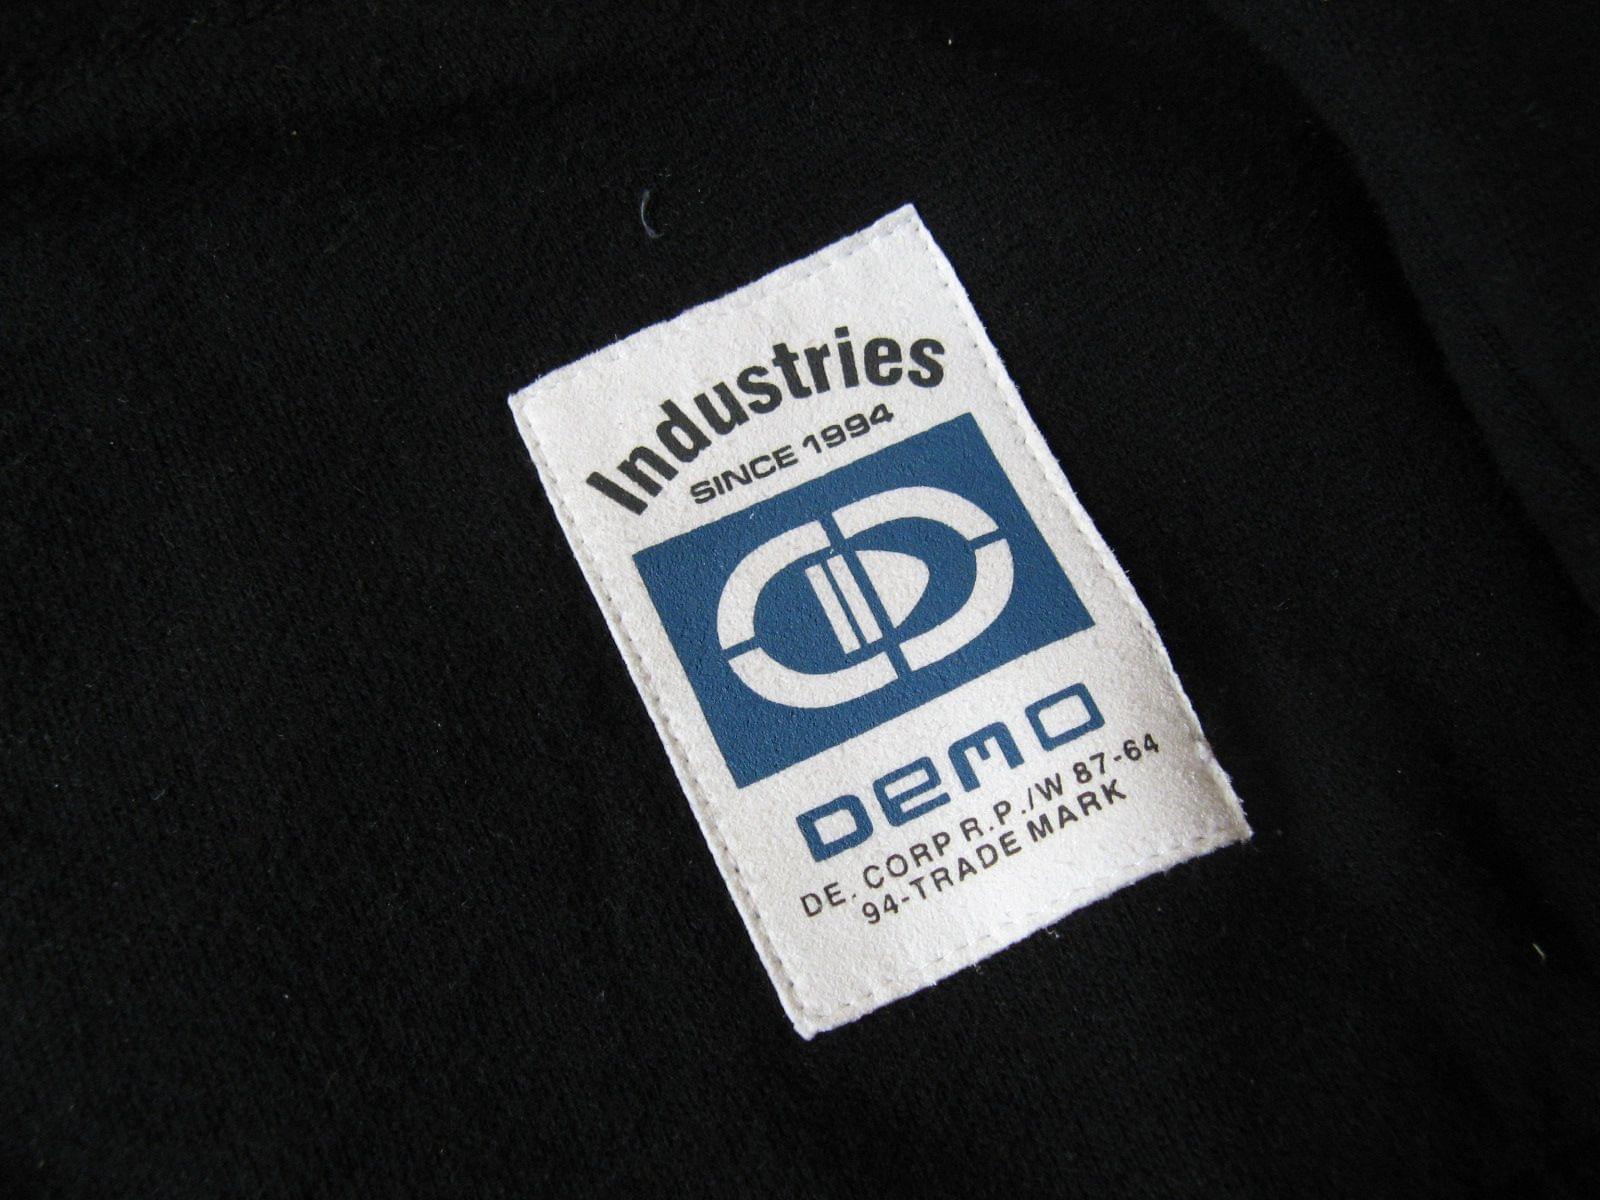 Industries
SINCE 1994
DEMO
DE. CORP R.P./W 87-64
94-TRADE MARK